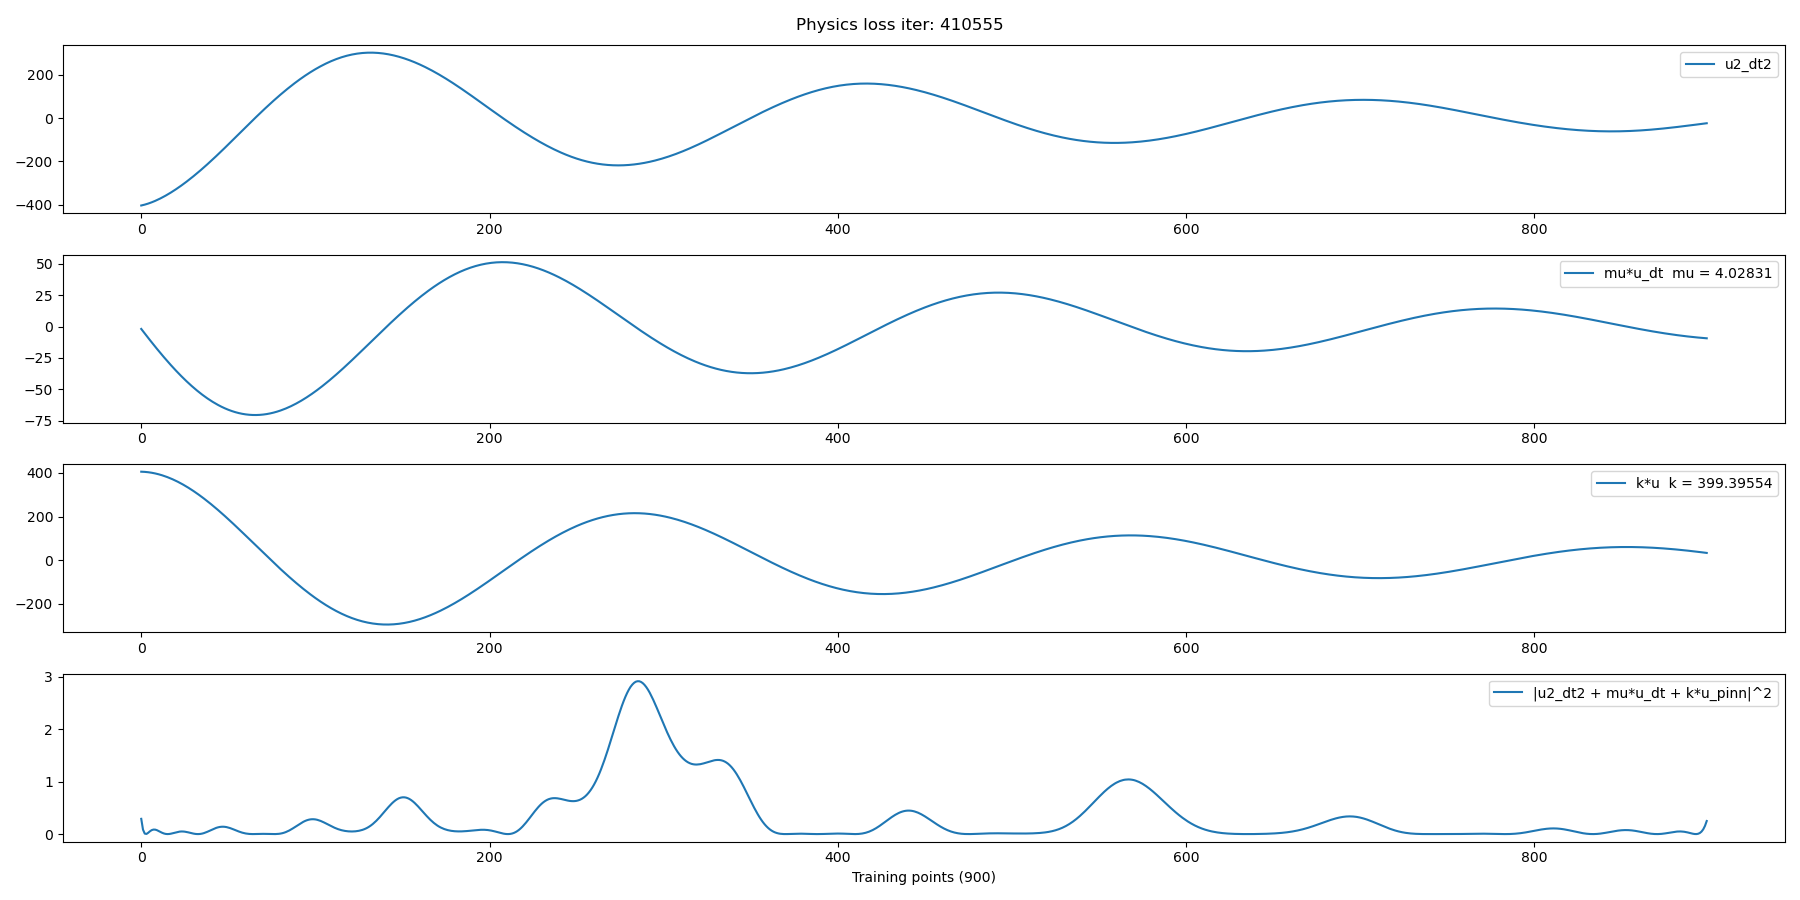 Physics loss iter: 410555
200
0
−200
−400
u2_dt2
0 200 400 600 800
50
25
0
−25
−50
−75
mu*u_dt  mu = 4.02831
0 200 400 600 800
400
200
0
−200
k*u  k = 399.39554
0 200 400 600 800
3
2
1
0
|u2_dt2 + mu*u_dt + k*u_pinn|^2
0 200 400 600 800
Training points (900)